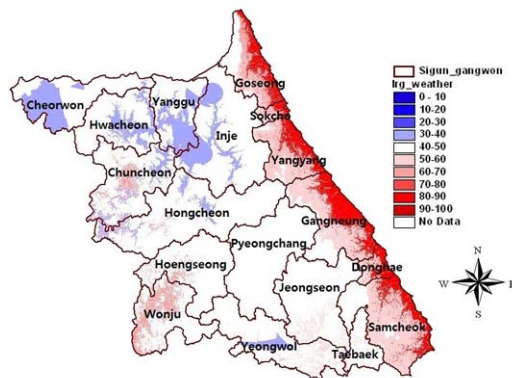 Goseong
Sokcho
Cheorwon
Yanggu
Hwacheon
Inje
Yangyang
Chuncheon
Hongcheon
Gangneung
Pyeongchang
Hoengseong
Donghae
Jeongseon
Wonju
Samcheok
Yeongwol
Taebaek
Sigun_gangwon
lrg_weather
0 - 10
10-20
20-30
30-40
40-50
50-60
60-70
70-80
80-90
90-100
No Data
N
W
E
S